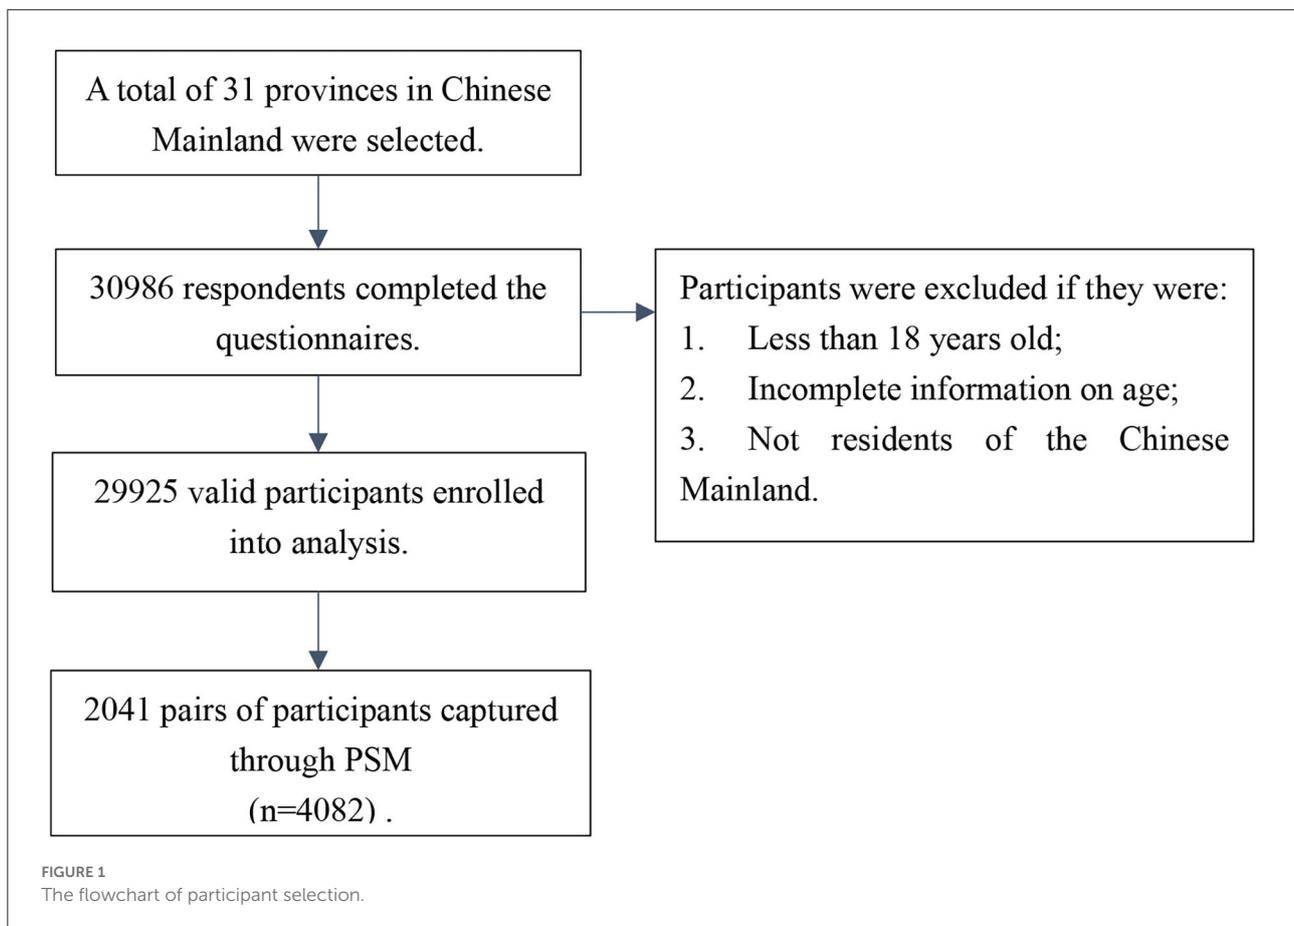 A total of 31 provinces in Chinese
Mainland were selected.
30986 respondents completed the
questionnaires.
Participants were excluded if they were:
1. Less than 18 years old;
2. Incomplete information on age;
3. Not residents of the Chinese
Mainland.
29925 valid participants enrolled
into analysis.
2041 pairs of participants captured
through PSM
(n=4082) .
FIGURE 1
The flowchart of participant selection.